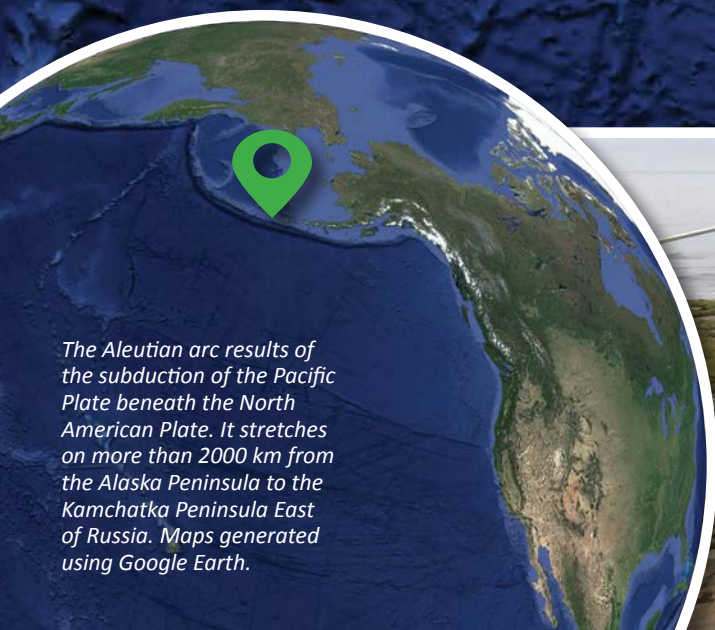 The Aleutian arc results of
the subduction of the Pacific
Plate beneath the North
American Plate. It stretches
on more than 2000 km from
the Alaska Peninsula to the
Kamchatka Peninsula East
of Russia. Maps generated
using Google Earth.